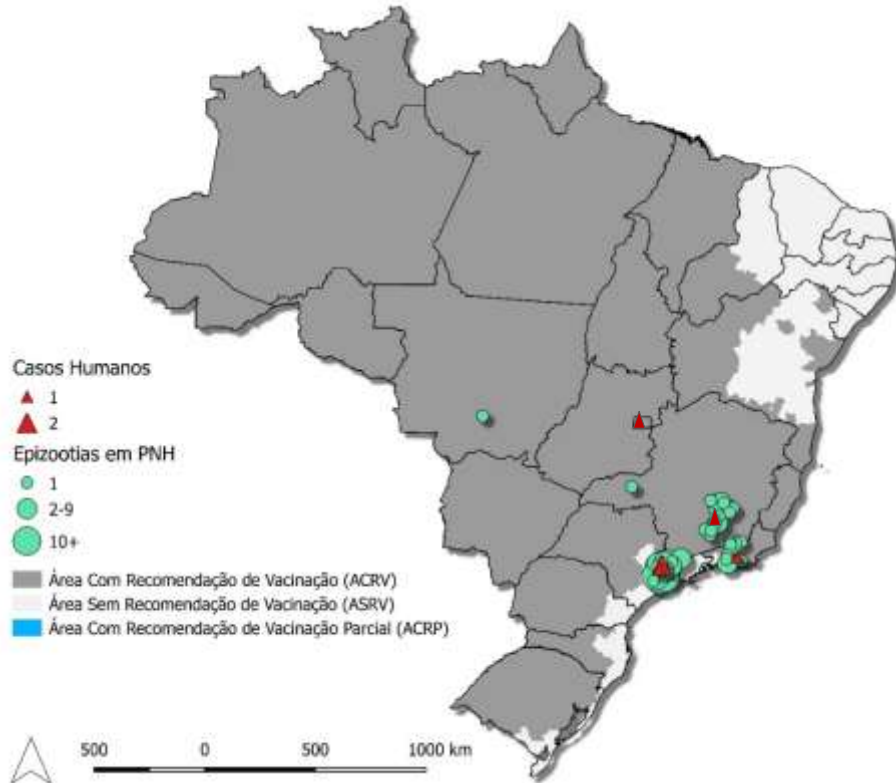 Casos Humanos
1
2
Epizootias em PNH
1
2-9
10+
Área Com Recomendação de Vacinação (ACRV)
Área Sem Recomendação de Vacinação (ASRV)
Área Com Recomendação de Vacinação Parcial (ACRP)
500 0 500 1000 km